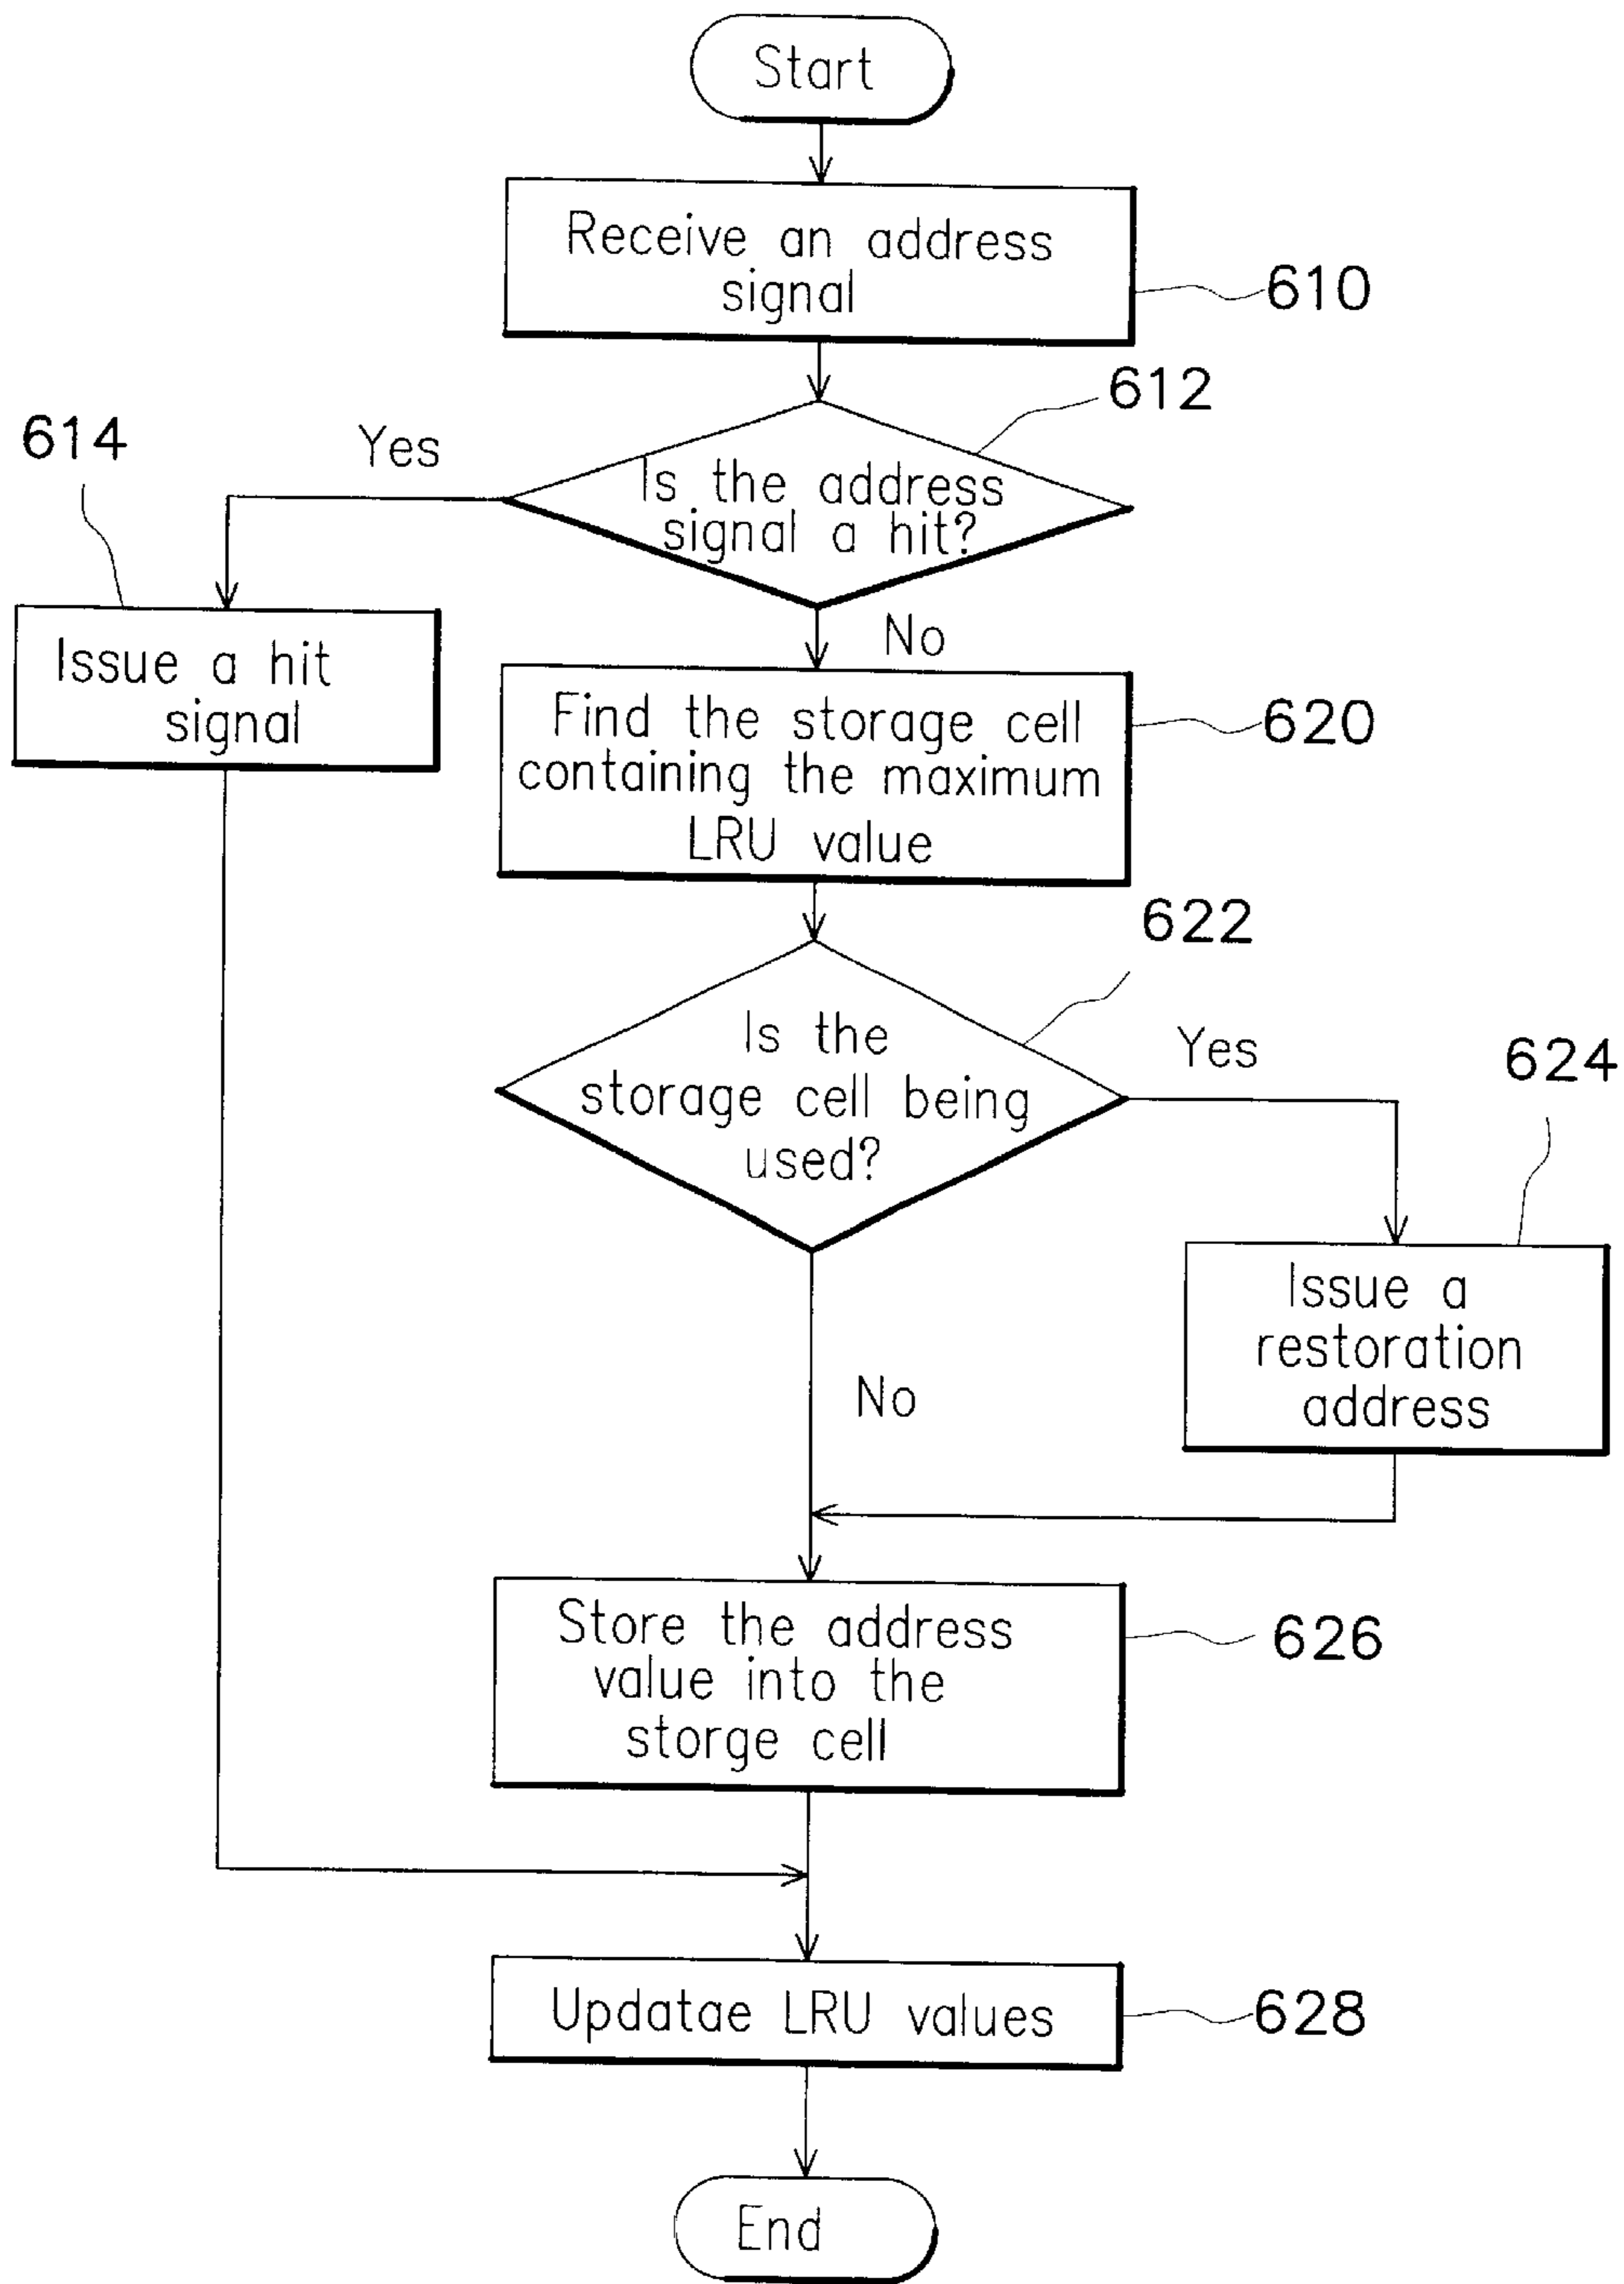 Start
Receive an address
signal
610
612
614
Yes
Is the address
signal a hit?
No
Issue a hit
signal
Find the storage cell
containing the maximum
LRU value
620
622
Is the
storage cell being
used?
Yes
624
Issue a
restoration
address
No
Store the address
value into the
storge cell
626
Updatae LRU values
628
End